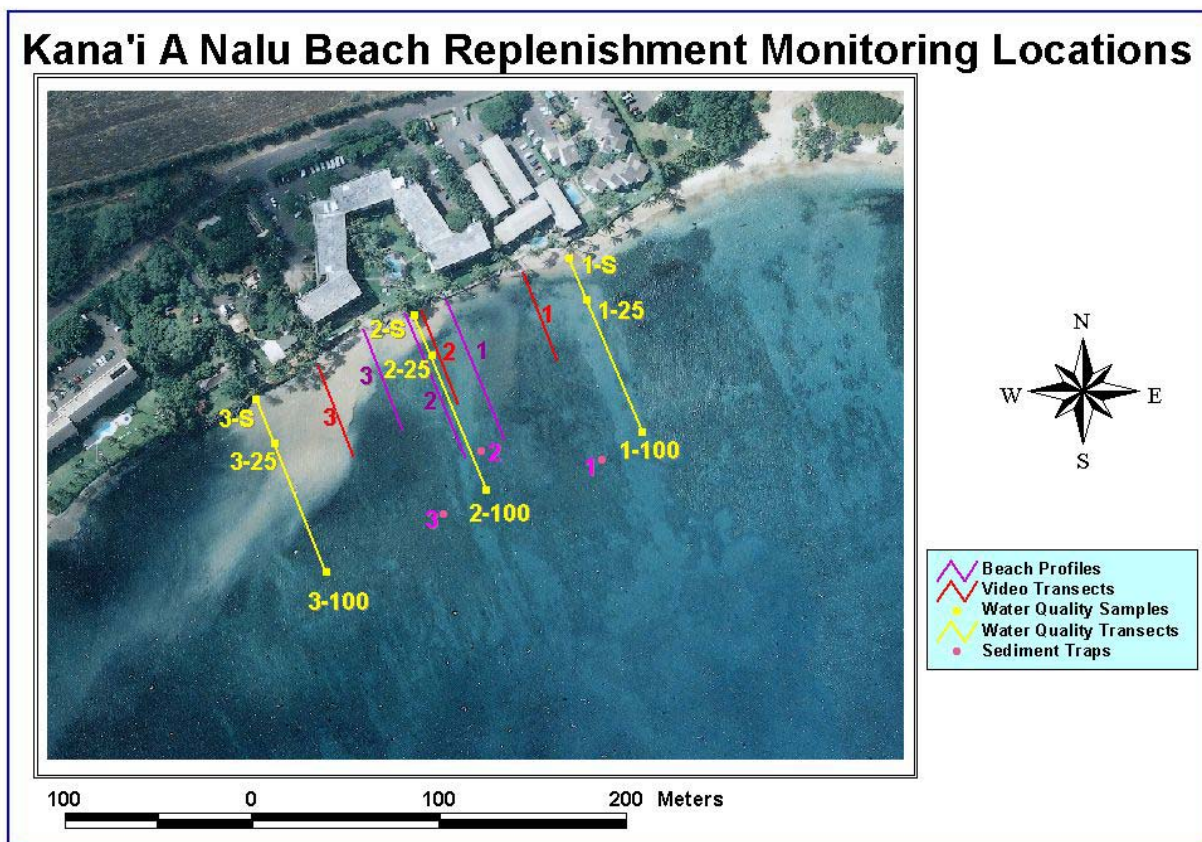 Kana'i A Nalu Beach Replenishment Monitoring Locations
1-S
1-25
1
2-S
2
1
2-25
3
2
3
3-S
3-25
1-100
2
1
2-100
3
3-100
N
W
E
S
Beach Profiles
Video Transects
Water Quality Samples
Water Quality Transects
Sediment Traps
100 0 100 200 Meters